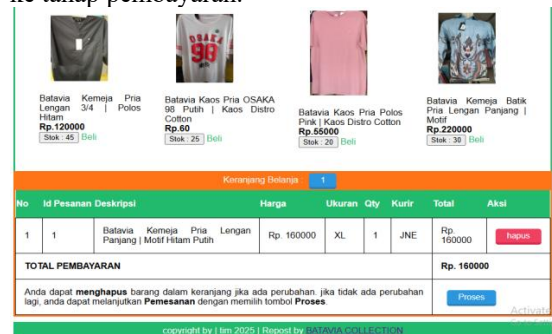 ke tahap pembayaran.
Batavia Kemeja Pria
Lengan 3/4 | Polos
Hitam
Rp.120000
Stok : 45 Beli
Batavia Kaos Pria OSAKA
98 Putih | Kaos Distro
Cotton
Rp.60
Stok : 25 Beli
Batavia Kaos Pria Polos
Pink | Kaos Distro Cotton
Rp.55000
Stok : 20 Beli
Batavia Kemeja Batik
Pria Lengan Panjang |
Motif
Rp.220000
Stok : 30 Beli
OSAKA
98
Keranjang Belanja 1
No Id Pesanan Deskripsi Harga Ukuran Qty Kurir Total Aksi
1 1 Batavia Kemeja Pria Lengan Panjang | Motif Hitam Putih Rp. 160000 XL 1 JNE Rp. 160000 hapus
TOTAL PEMBAYARAN Rp. 160000
Anda dapat menghapus barang dalam keranjang jika ada perubahan. jika tidak ada perubahan
lagi, anda dapat melanjutkan Pemesanan dengan memilih tombol Proses.
Proses
Activate
copyright by | tim 2025 | Repost by BATAVIA COLLECTION